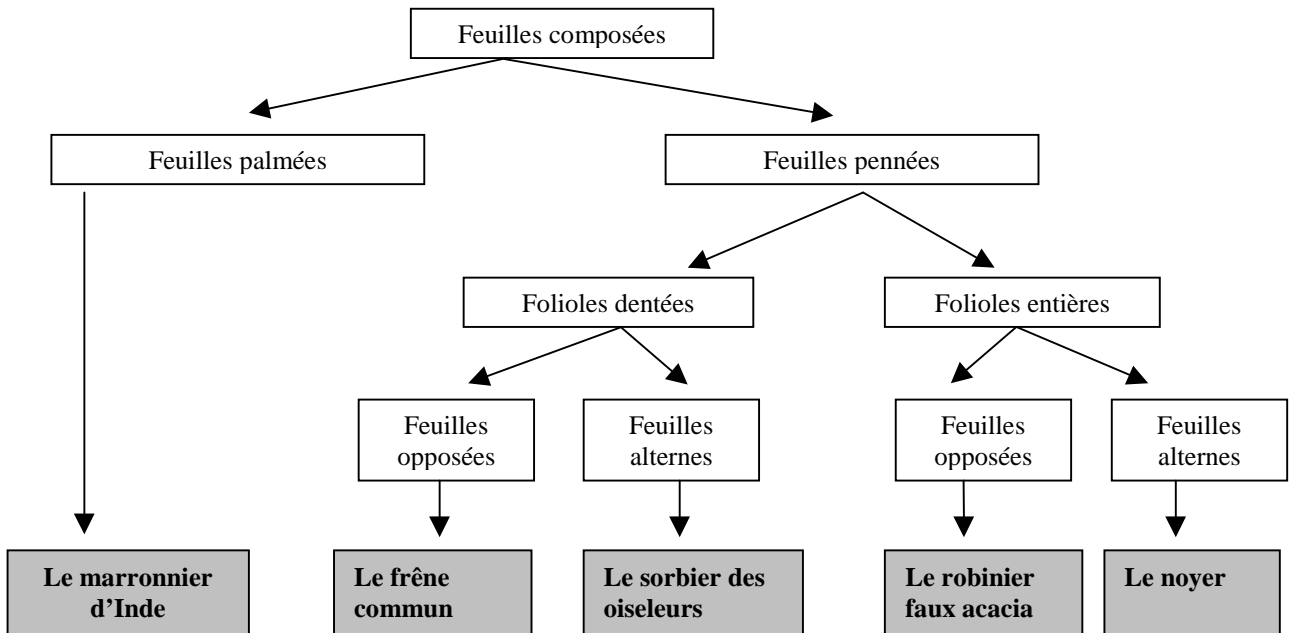 Feuilles composées
Feuilles palmées
Feuilles pennées
Folioles dentées
Folioles entières
Feuilles
opposées
Feuilles
alternes
Feuilles
opposées
Feuilles
alternes
Le marronnier
d’Inde
Le frêne
commun
Le sorbier des
oiseleurs
Le robinier
faux acacia
Le noyer